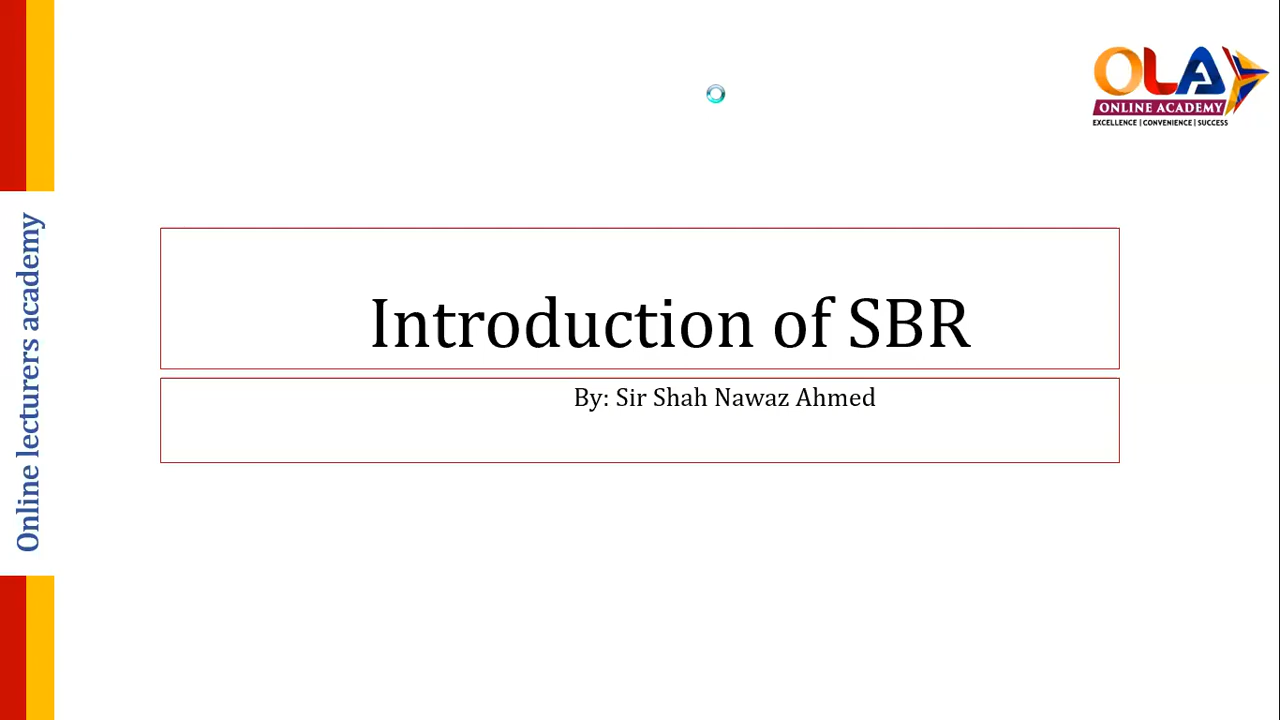 OLA
ONLINE ACADEMY
EXCELLENCE | CONVENIENCE | SUCCESS
Online lecturers academy
Introduction of SBR
By: Sir Shah Nawaz Ahmed